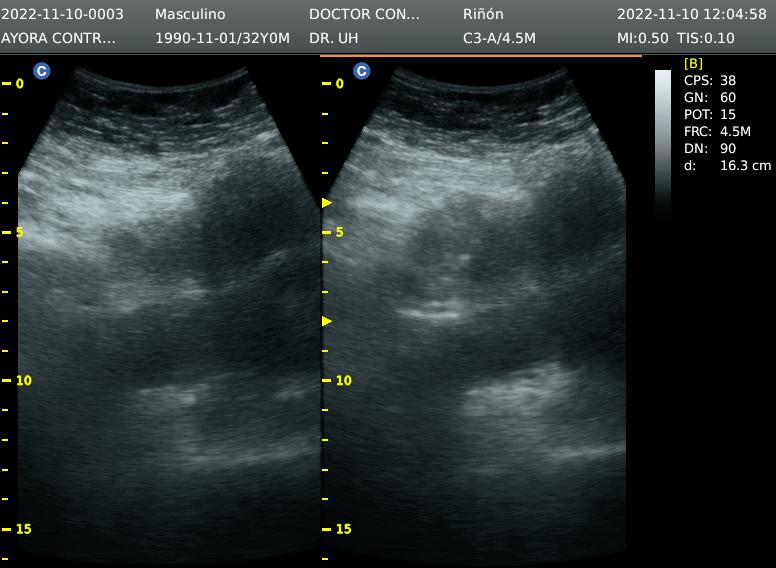 2022-11-10-0003 Masculino DOCTOR CON... Riñón 2022-11-10 12:04:58
AYORA CONTR... 1990-11-01/32Y0M DR. UH C3-A/4.5M MI:0.50 TIS:0.10
C C [B]
0 0 CPS: 38
GN: 60
POT: 15
FRC: 4.5M
DN: 90
d: 16.3 cm
5 5
10 10
15 15